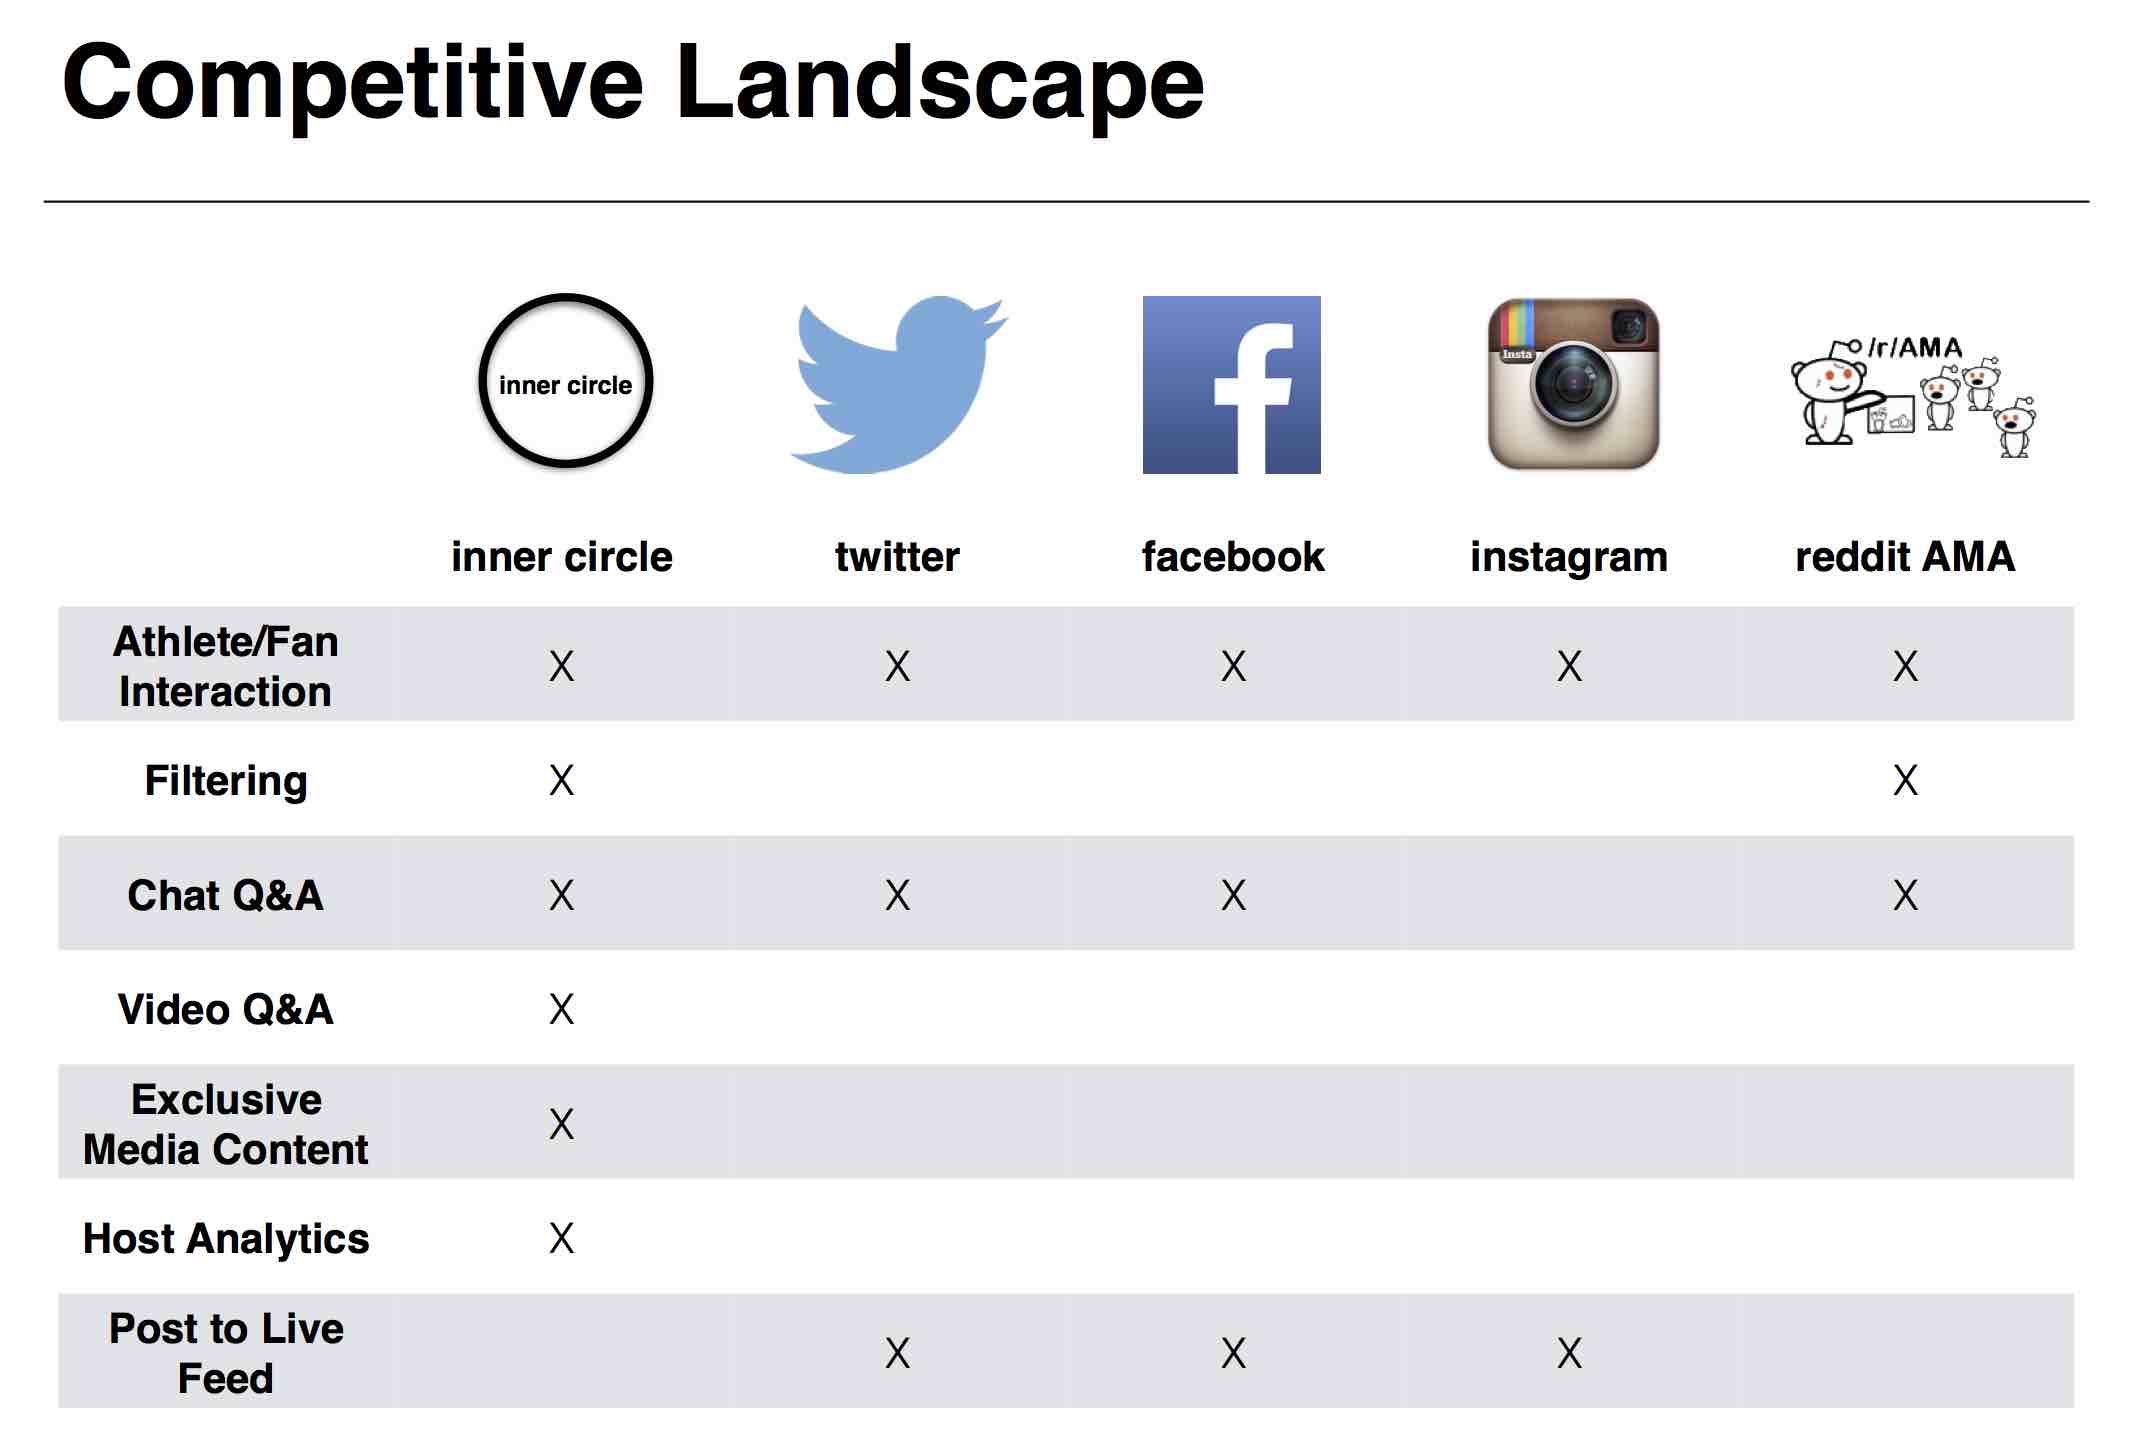 Competitive Landscape
inner circle
Insta
/r/AMA
inner circle twitter facebook instagram reddit AMA
Athlete/Fan
Interaction X X X X X
Filtering X X
Chat Q&A X X X X
Video Q&A X
Exclusive
Media Content X
Host Analytics X
Post to Live
Feed X X X